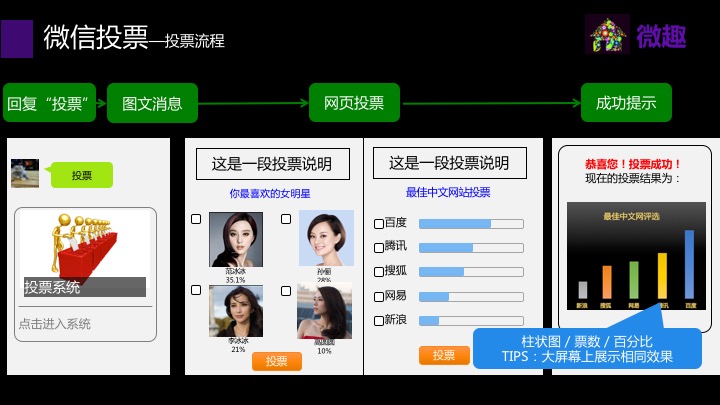 微信投票—投票流程
微趣
回复“投票”
图文消息
网页投票
成功提示
投票
投票系统
点击进入系统
这是一段投票说明
你最喜欢的女明星
范冰冰
35.1%
孙俪
28%
李冰冰
21%
10%
投票
这是一段投票说明
最佳中文网站投票
百度
腾讯
搜狐
网易
新浪
投票
恭喜您！投票成功！
现在的投票结果为：
最佳中文网评选
新浪
搜狐
网易
腾讯
百度
柱状图 / 票数 / 百分比
TIPS：大屏幕上展示相同效果